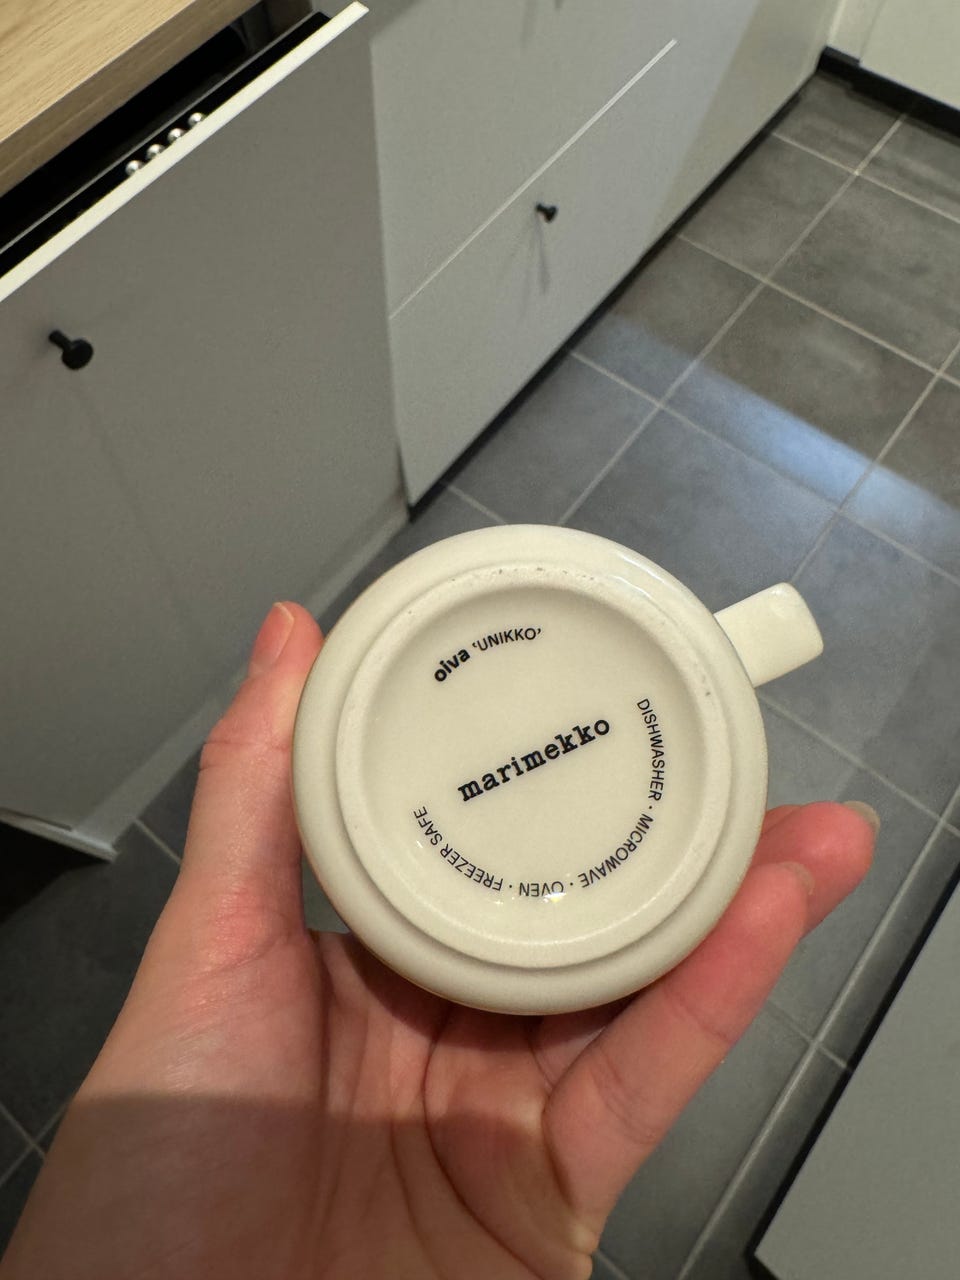 oiva ‘UNIKKO’
marimekko
DISHWASHER · MICROWAVE · OVEN · FREEZER SAFE